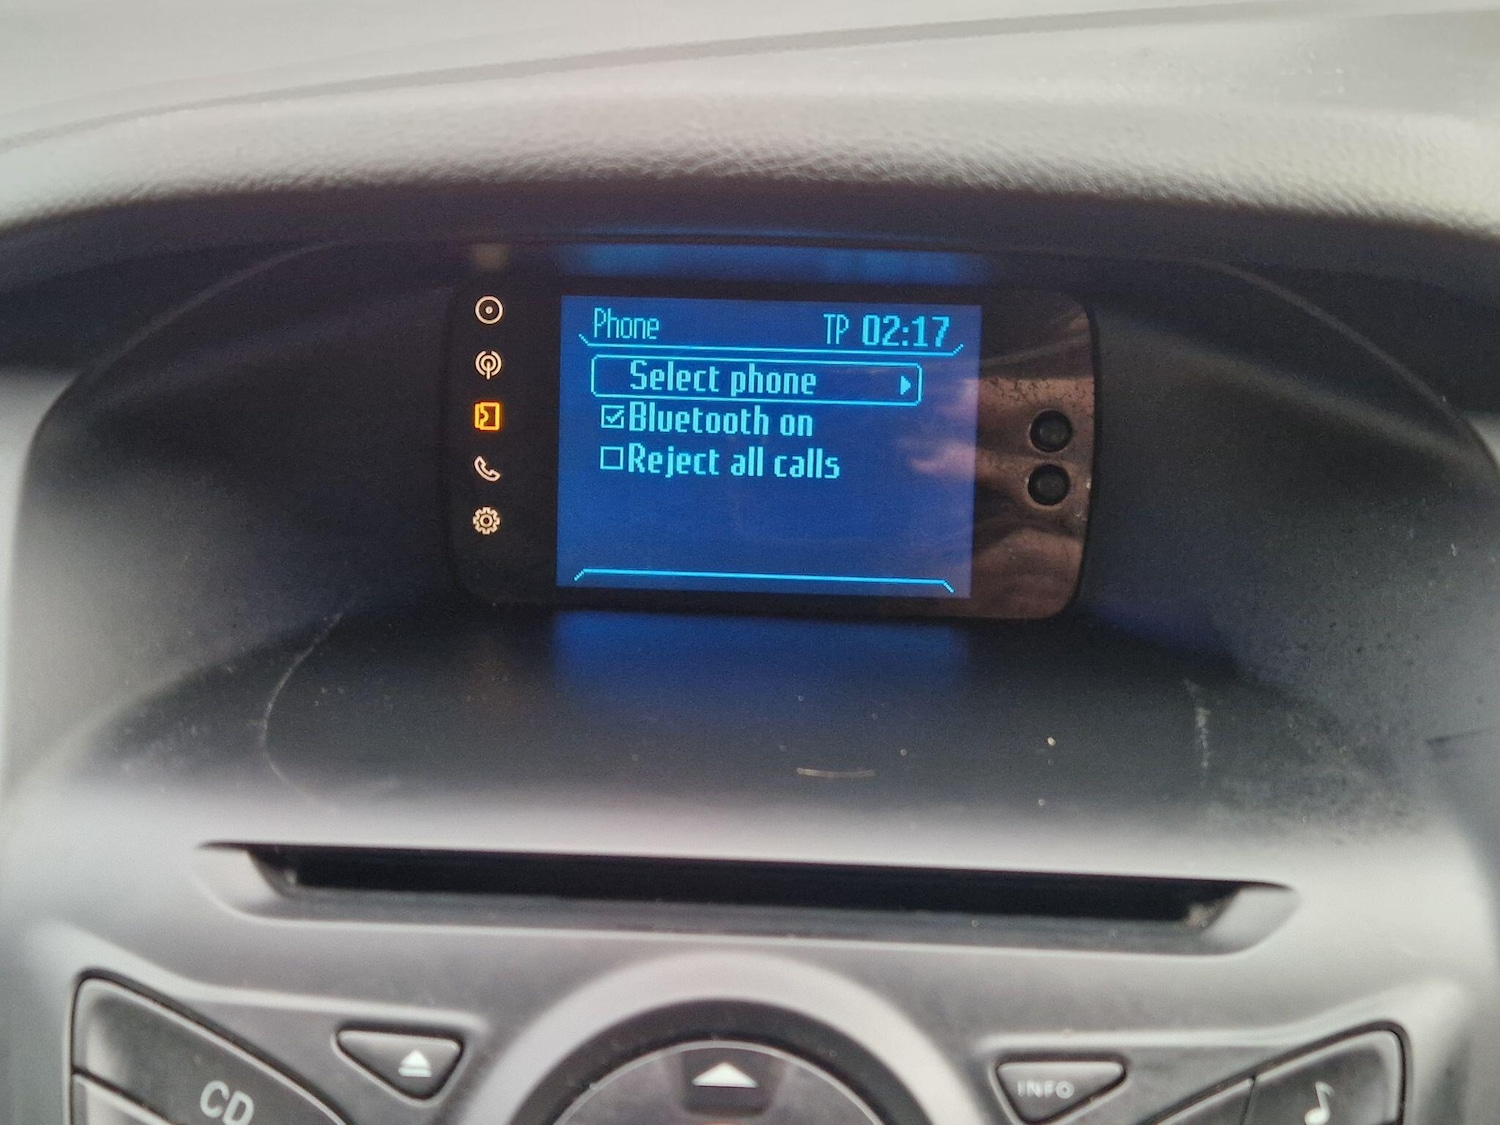 Phone TP 02:17
Select phone
Bluetooth on
Reject all calls
CD
INFO